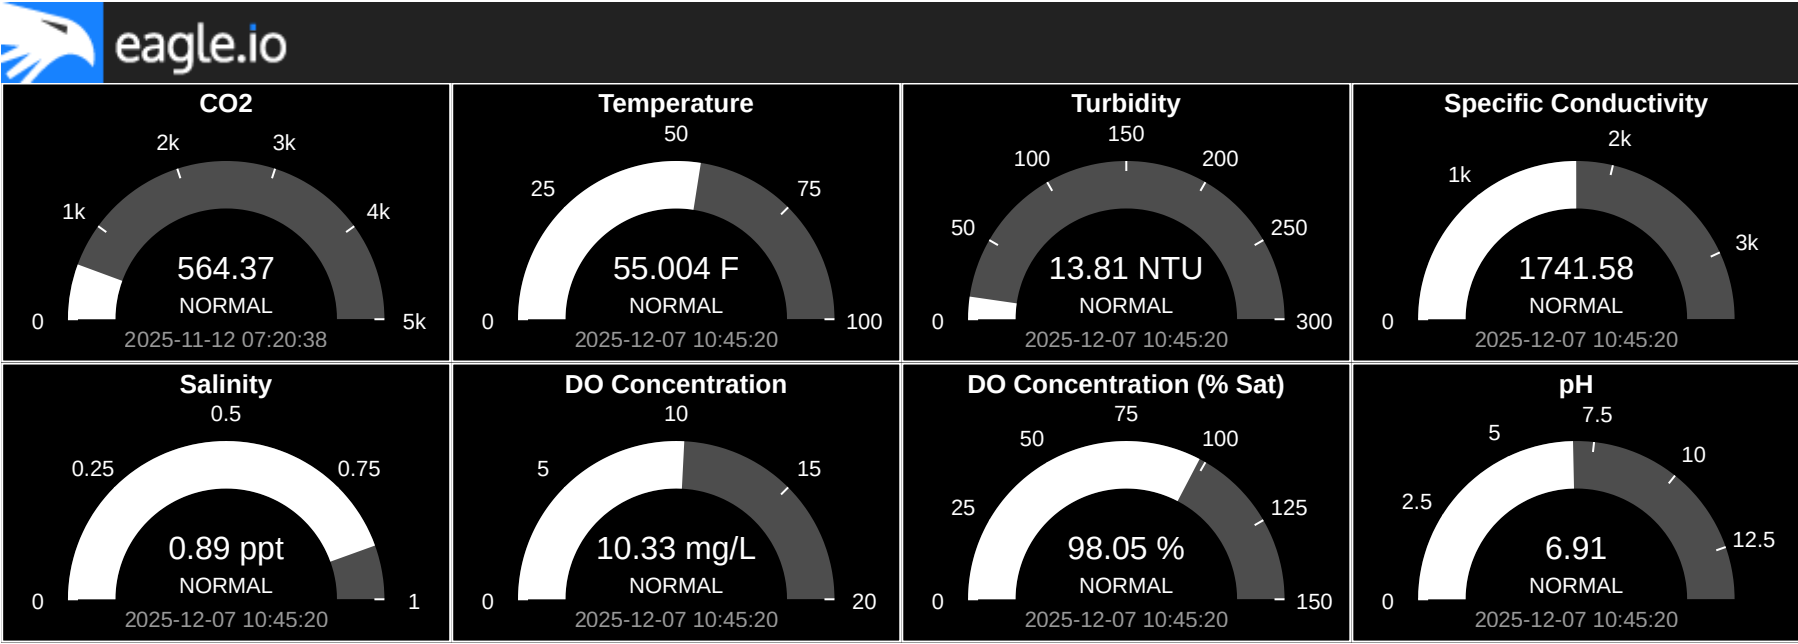 eagle.io
CO2
0
1k
2k
3k
4k
5k
564.37
NORMAL
2025-11-12 07:20:38
Temperature
0
25
50
75
100
55.004 F
NORMAL
2025-12-07 10:45:20
Turbidity
0
50
100
150
200
250
300
13.81 NTU
NORMAL
2025-12-07 10:45:20
Specific Conductivity
0
1k
2k
3k
1741.58
NORMAL
2025-12-07 10:45:20
Salinity
0
0.25
0.5
0.75
1
0.89 ppt
NORMAL
2025-12-07 10:45:20
DO Concentration
0
5
10
15
20
10.33 mg/L
NORMAL
2025-12-07 10:45:20
DO Concentration (% Sat)
0
25
50
75
100
125
150
98.05 %
NORMAL
2025-12-07 10:45:20
pH
0
2.5
5
7.5
10
12.5
6.91
NORMAL
2025-12-07 10:45:20